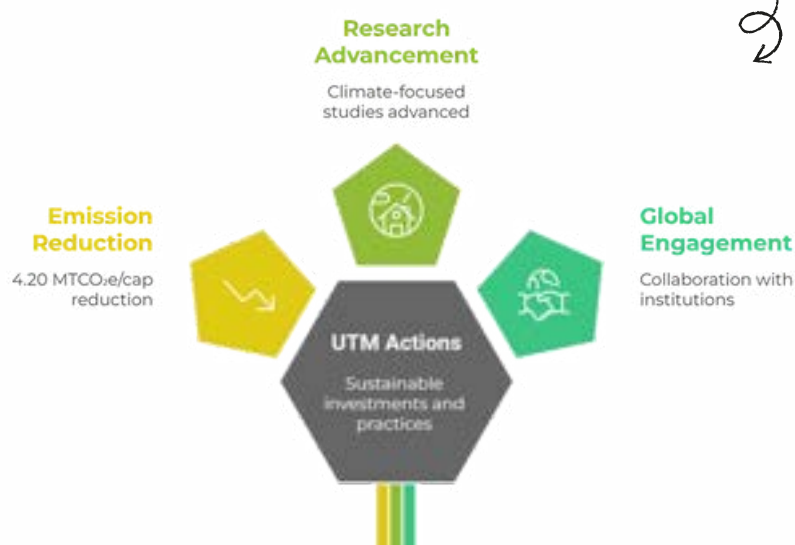 Research
Advancement
Climate-focused
studies advanced
Emission
Reduction
4.20 MTCO₂e/cap
reduction
Global
Engagement
Collaboration with
institutions
UTM Actions
Sustainable
investments and
practices